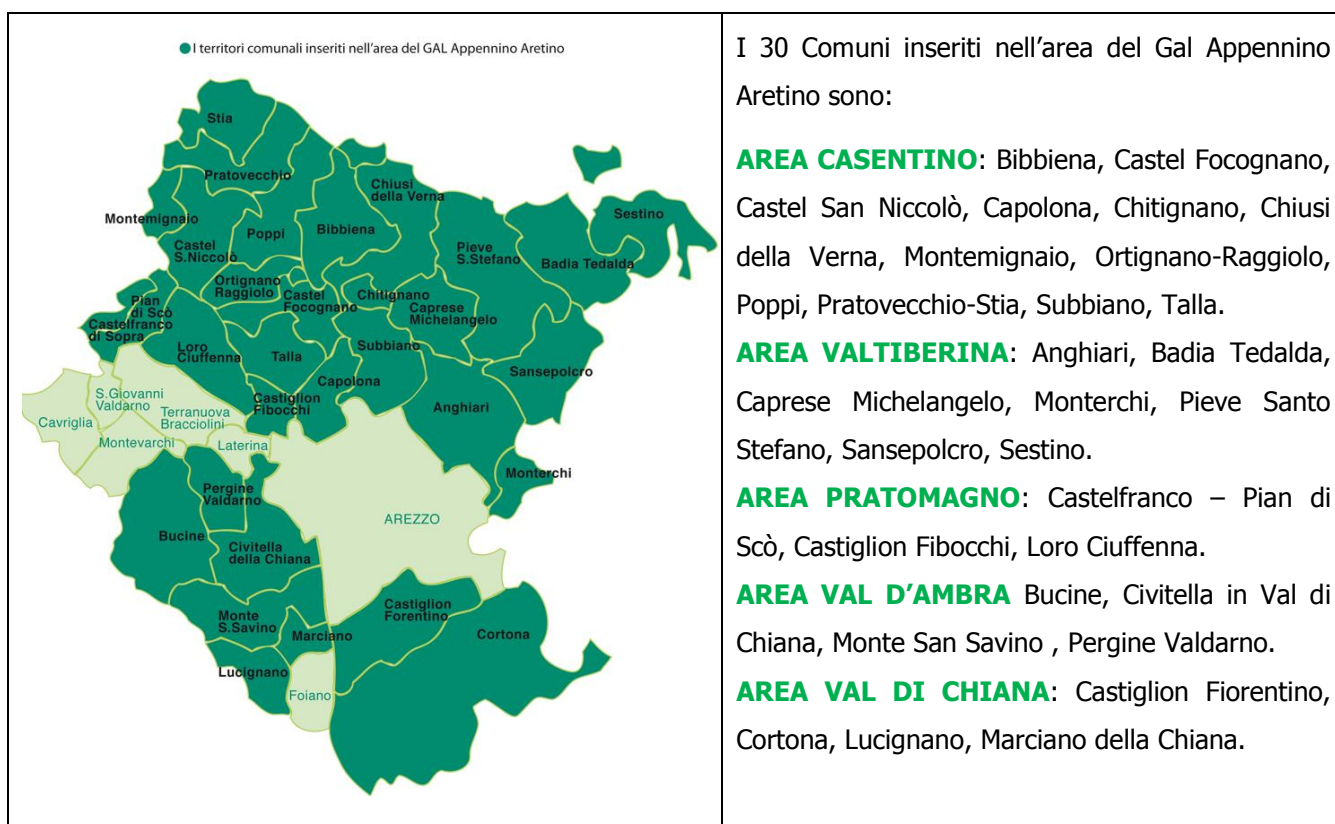 I territori comunali inseriti nell'area del GAL Appennino Aretino
Stia
Pratovecchio
Chiusi
della Verna
Montemignaio
Poppi
Bibbiena
Sestino
Castel
S.Niccolò
Pieve
S.Stefano
Badia Tedalda
Ortignano
Raggiolo
Castel
Focognano
Chitignano
Caprese
Michelangelo
Pian
di Scò
Castelfranco
di Sopra
Loro
Ciuffenna
Talla
Subbiano
Capolona
Sansepolcro
Castiglion
Fibocchi
Anghiari
S.Giovanni
Valdarno
Cavriglia
Terranuova
Bracciolini
Montevarchi
Laterina
Monterchi
Pergine
Valdarno
AREZZO
Bucine
Civitella
della Chiana
Monte
S.Savino
Marciano
Castiglion
Forentino
Cortona
Lucignano
Foiano
I 30 Comuni inseriti nell'area del Gal Appennino
Aretino sono:
AREA CASENTINO: Bibbiena, Castel Focognano,
Castel San Niccolò, Capolona, Chitignano, Chiusi
della Verna, Montemignaio, Ortignano-Raggiolo,
Poppi, Pratovecchio-Stia, Subbiano, Talla.
AREA VALTIBERINA: Anghiari, Badia Tedalda,
Caprese Michelangelo, Monterchi, Pieve Santo
Stefano, Sansepolcro, Sestino.
AREA PRATOMAGNO: Castelfranco – Pian di
Scò, Castiglion Fibocchi, Loro Ciuffenna.
AREA VAL D'AMBRA Bucine, Civitella in Val di
Chiana, Monte San Savino , Pergine Valdarno.
AREA VAL DI CHIANA: Castiglion Fiorentino,
Cortona, Lucignano, Marciano della Chiana.